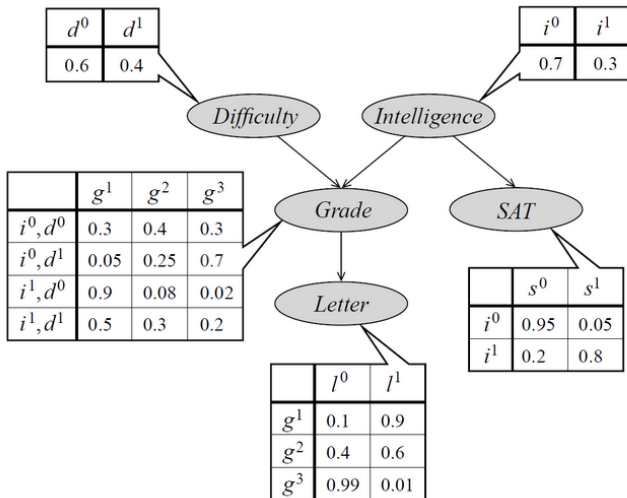 d⁰ d¹
0.6 0.4
i⁰ i¹
0.7 0.3
Difficulty
Intelligence
g¹ g² g³
i⁰,d⁰ 0.3 0.4 0.3
i⁰,d¹ 0.05 0.25 0.7
i¹,d⁰ 0.9 0.08 0.02
i¹,d¹ 0.5 0.3 0.2
Grade
SAT
s⁰ s¹
i⁰ 0.95 0.05
i¹ 0.2 0.8
Letter
l⁰ l¹
g¹ 0.1 0.9
g² 0.4 0.6
g³ 0.99 0.01